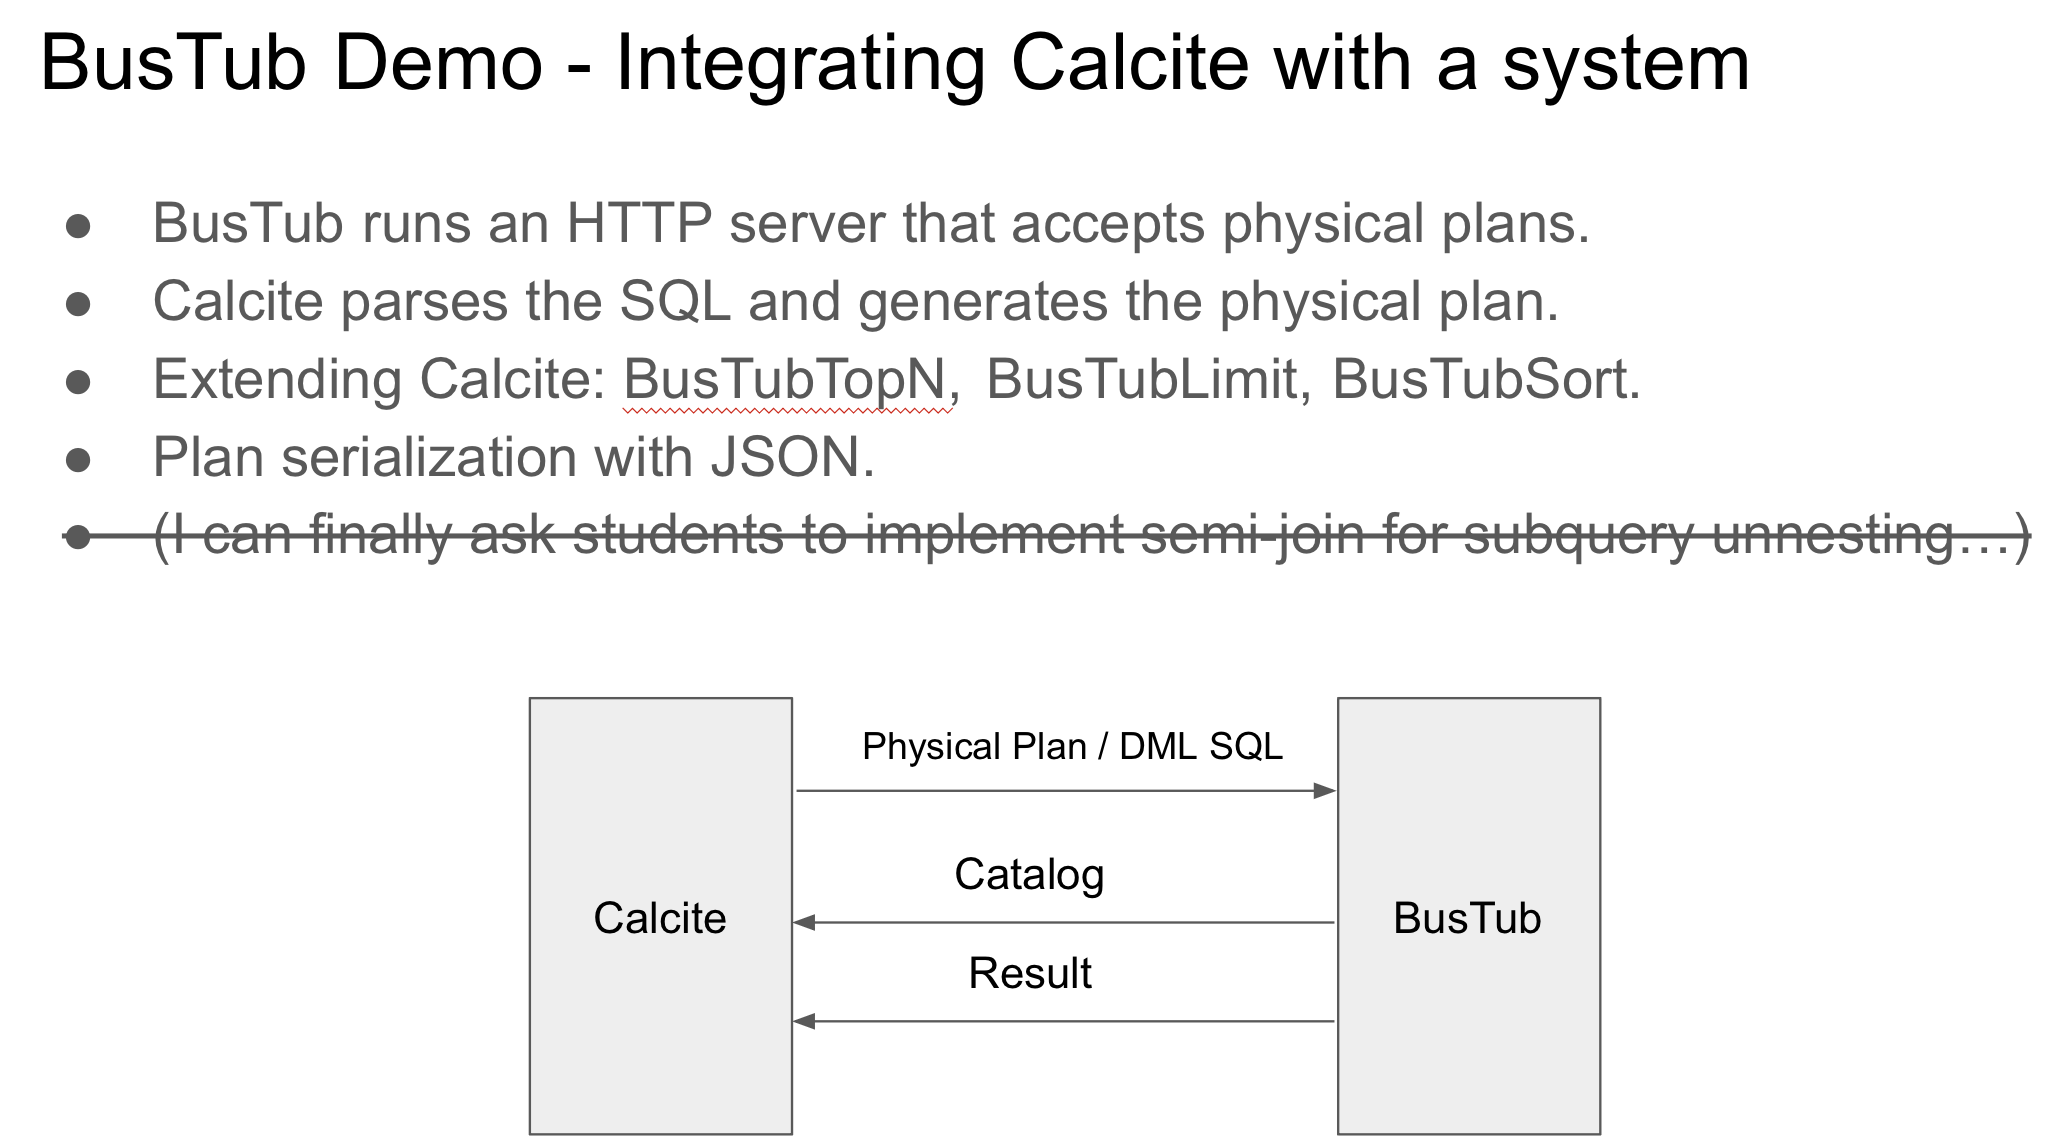 BusTub Demo - Integrating Calcite with a system
● BusTub runs an HTTP server that accepts physical plans.
● Calcite parses the SQL and generates the physical plan.
● Extending Calcite: BusTubTopN, BusTubLimit, BusTubSort.
● Plan serialization with JSON.
● (I can finally ask students to implement semi-join for subquery unnesting…)
Physical Plan / DML SQL
Catalog
Calcite
BusTub
Result